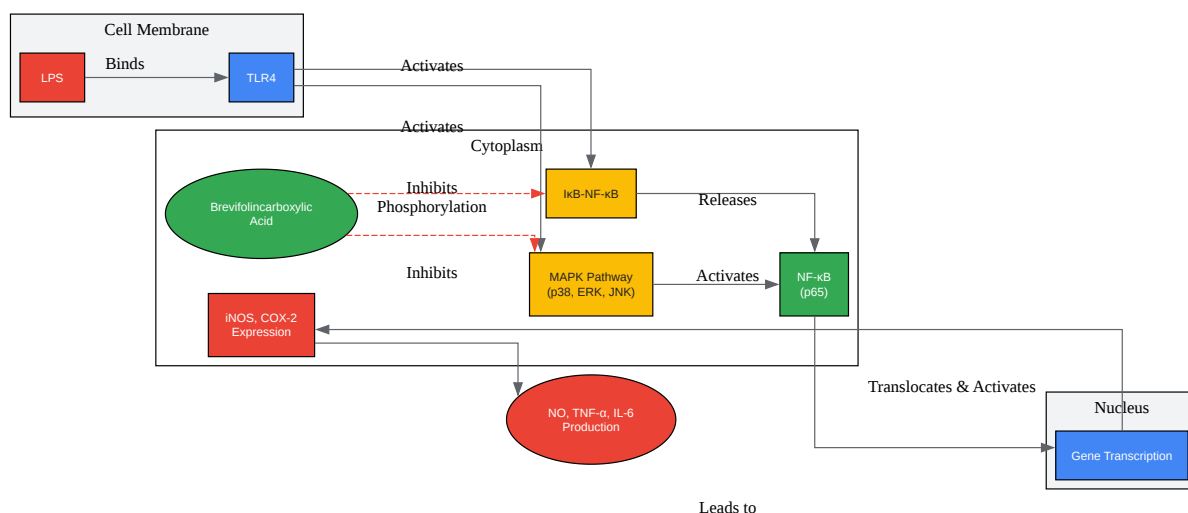 Cell Membrane
LPS
Binds
TLR4
Activates
Activates
Cytoplasm
Brevifolincarboxylic
Acid
Inhibits
Phosphorylation
IκB-NF-κB
Releases
Inhibits
MAPK Pathway
(p38, ERK, JNK)
Activates
NF-κB
(p65)
iNOS, COX-2
Expression
Translocates & Activates
NO, TNF-α, IL-6
Production
Nucleus
Gene Transcription
Leads to